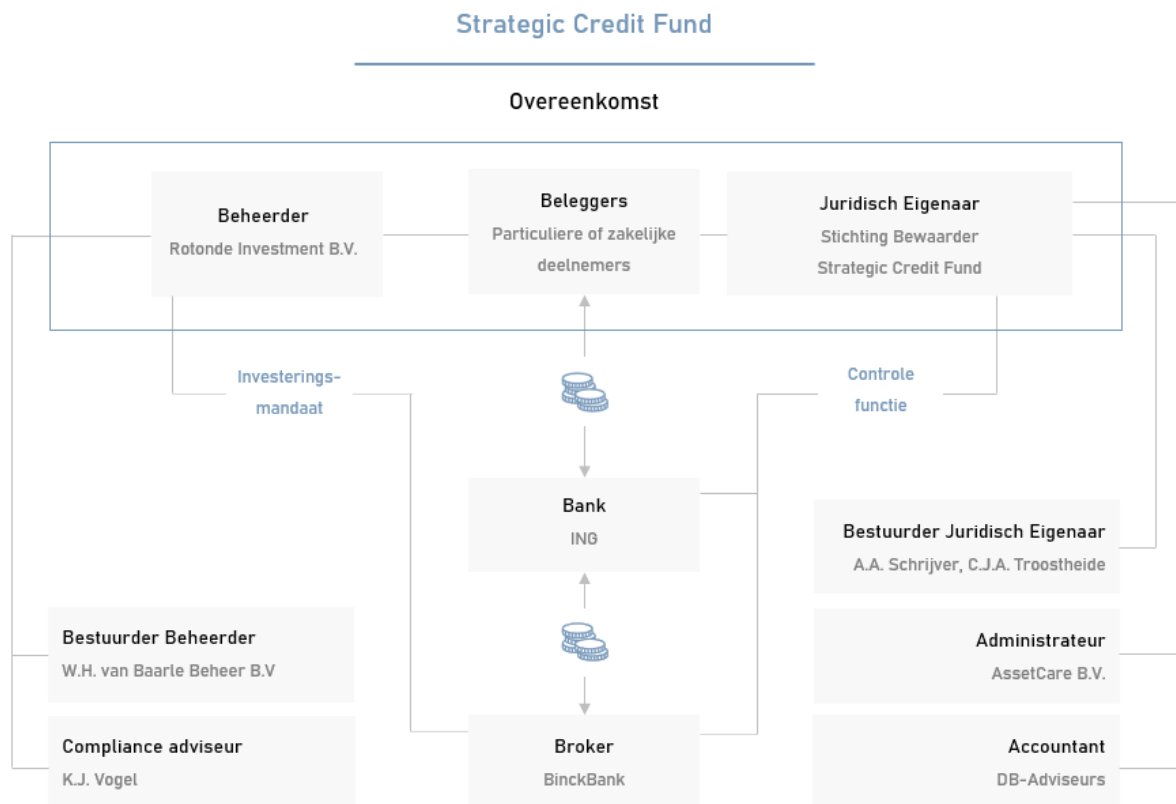 Strategic Credit Fund
Overeenkomst
Beheerder
Rotonde Investment B.V.
Beleggers
Particuliere of zakelijke
deelnemers
Juridisch Eigenaar
Stichting Bewaarder
Strategic Credit Fund
Investerings-
mandaat
Controle
functie
Bank
ING
Bestuurder Juridisch Eigenaar
A.A. Schrijver, C.J.A. Troostheide
Bestuurder Beheerder
W.H. van Baarle Beheer B.V
Administrateur
AssetCare B.V.
Compliance adviseur
K.J. Vogel
Broker
BinckBank
Accountant
DB-Adviseurs